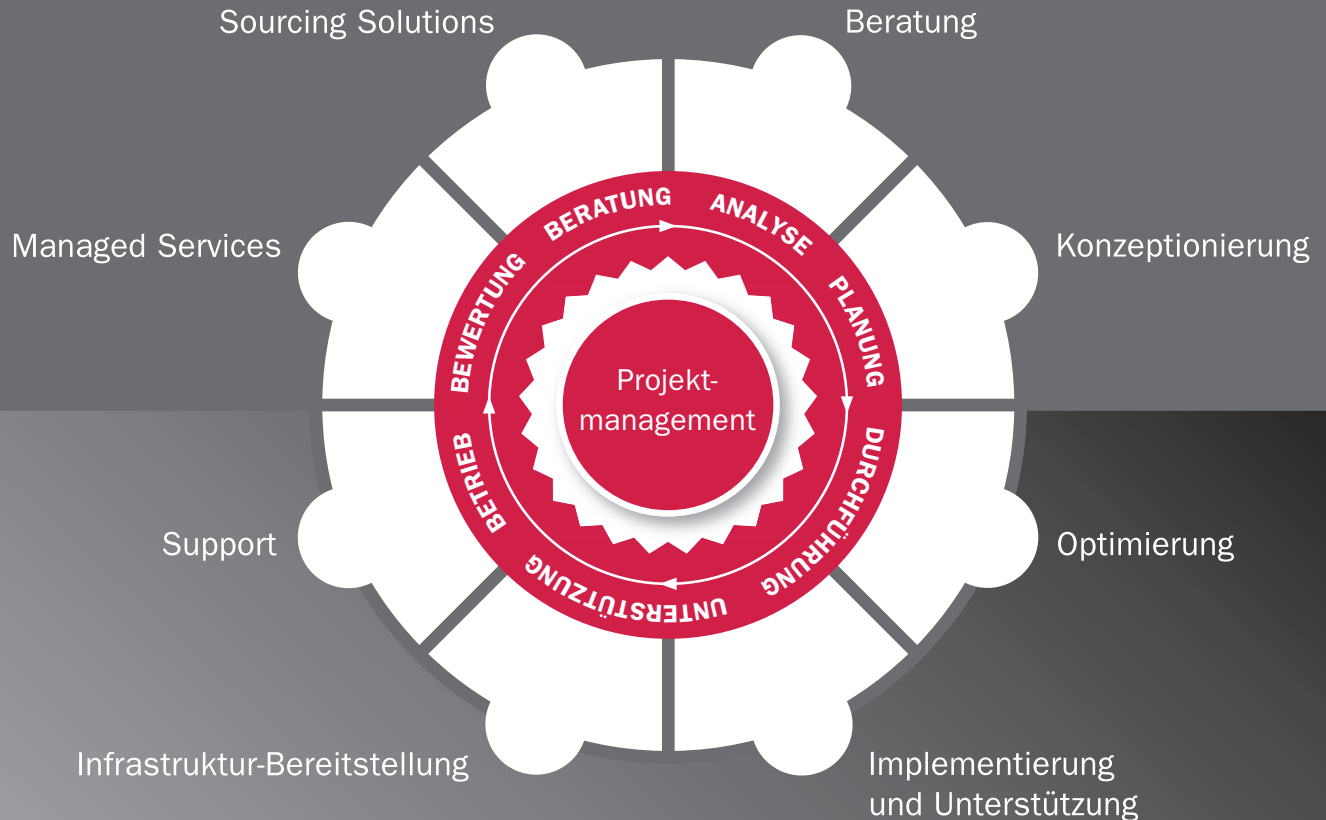 Sourcing Solutions
Beratung
Managed Services
Konzeptionierung
BERATUNG
ANALYSE
PLANUNG
DURCHFÜHRUNG
UNTERSTÜTZUNG
BETRIEB
BEWERTUNG
Projekt-
management
Support
Optimierung
Infrastruktur-Bereitstellung
Implementierung
und Unterstützung